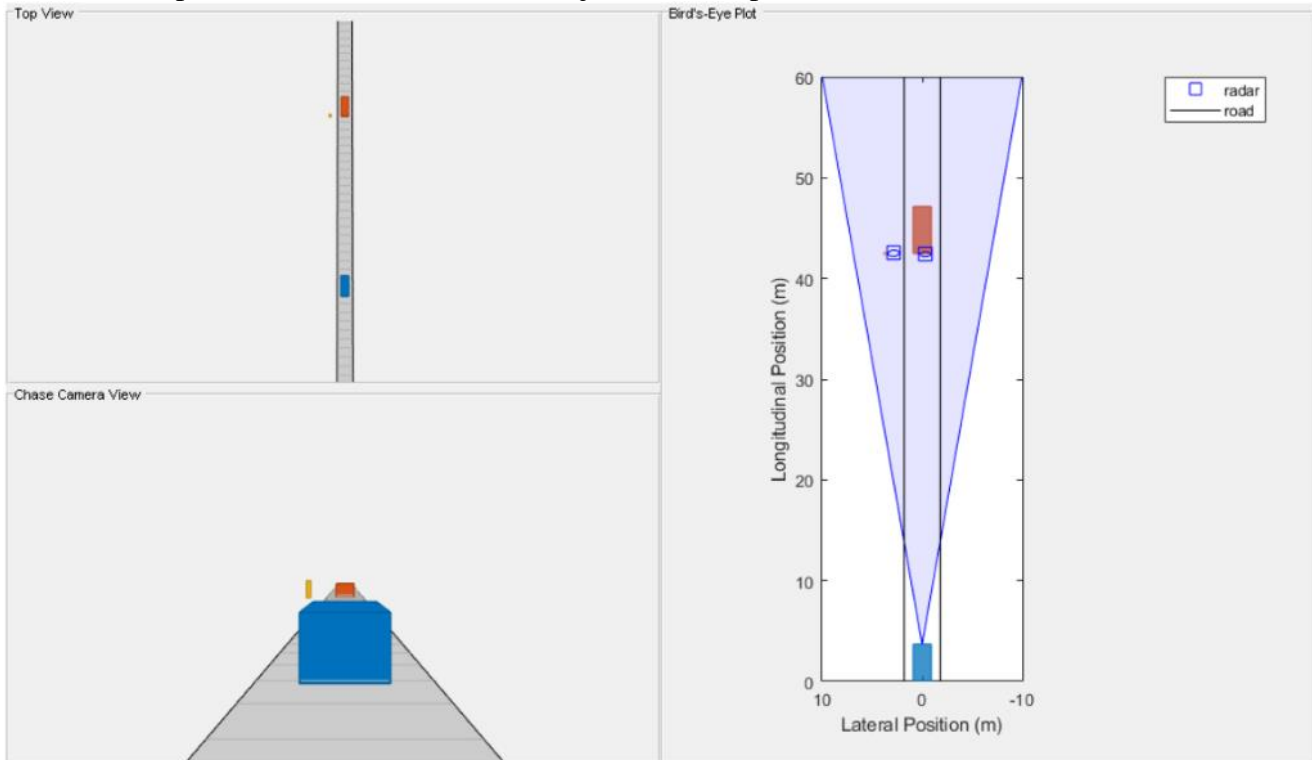 Top View
Bird's-Eye Plot
60
50
40
30
20
10
0
10
0
-10
Longitudinal Position (m)
Lateral Position (m)
radar
road
Chase Camera View